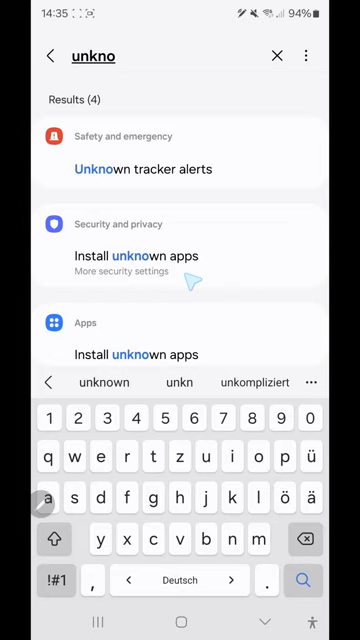 14:35
94%
unkno
Results (4)
Safety and emergency
Unknown tracker alerts
Security and privacy
Install unknown apps
More security settings
Apps
Install unknown apps
unknown unkn unkompliziert
1 2 3 4 5 6 7 8 9 0
q w e r t z u i o p ü
a s d f g h j k l ö ä
y x c v b n m
!#1 , Deutsch .